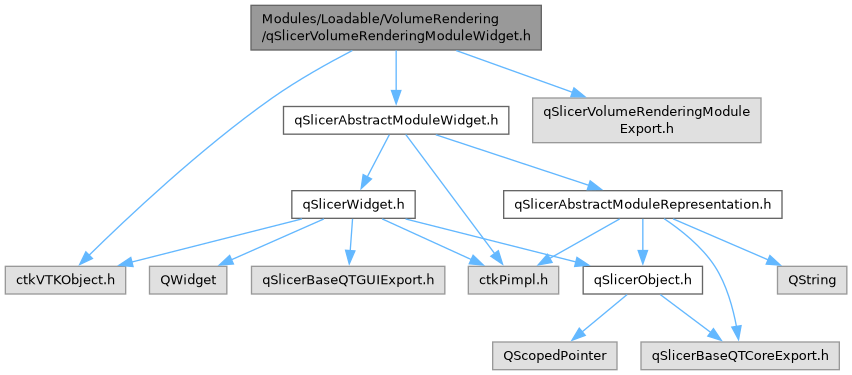 Modules/Loadable/VolumeRendering
/qSlicerVolumeRenderingModuleWidget.h
qSlicerAbstractModuleWidget.h
qSlicerVolumeRenderingModule
Export.h
qSlicerWidget.h
qSlicerAbstractModuleRepresentation.h
ctkVTKObject.h
QWidget
qSlicerBaseQTGUIExport.h
ctkPimpl.h
qSlicerObject.h
QString
QScopedPointer
qSlicerBaseQTCoreExport.h